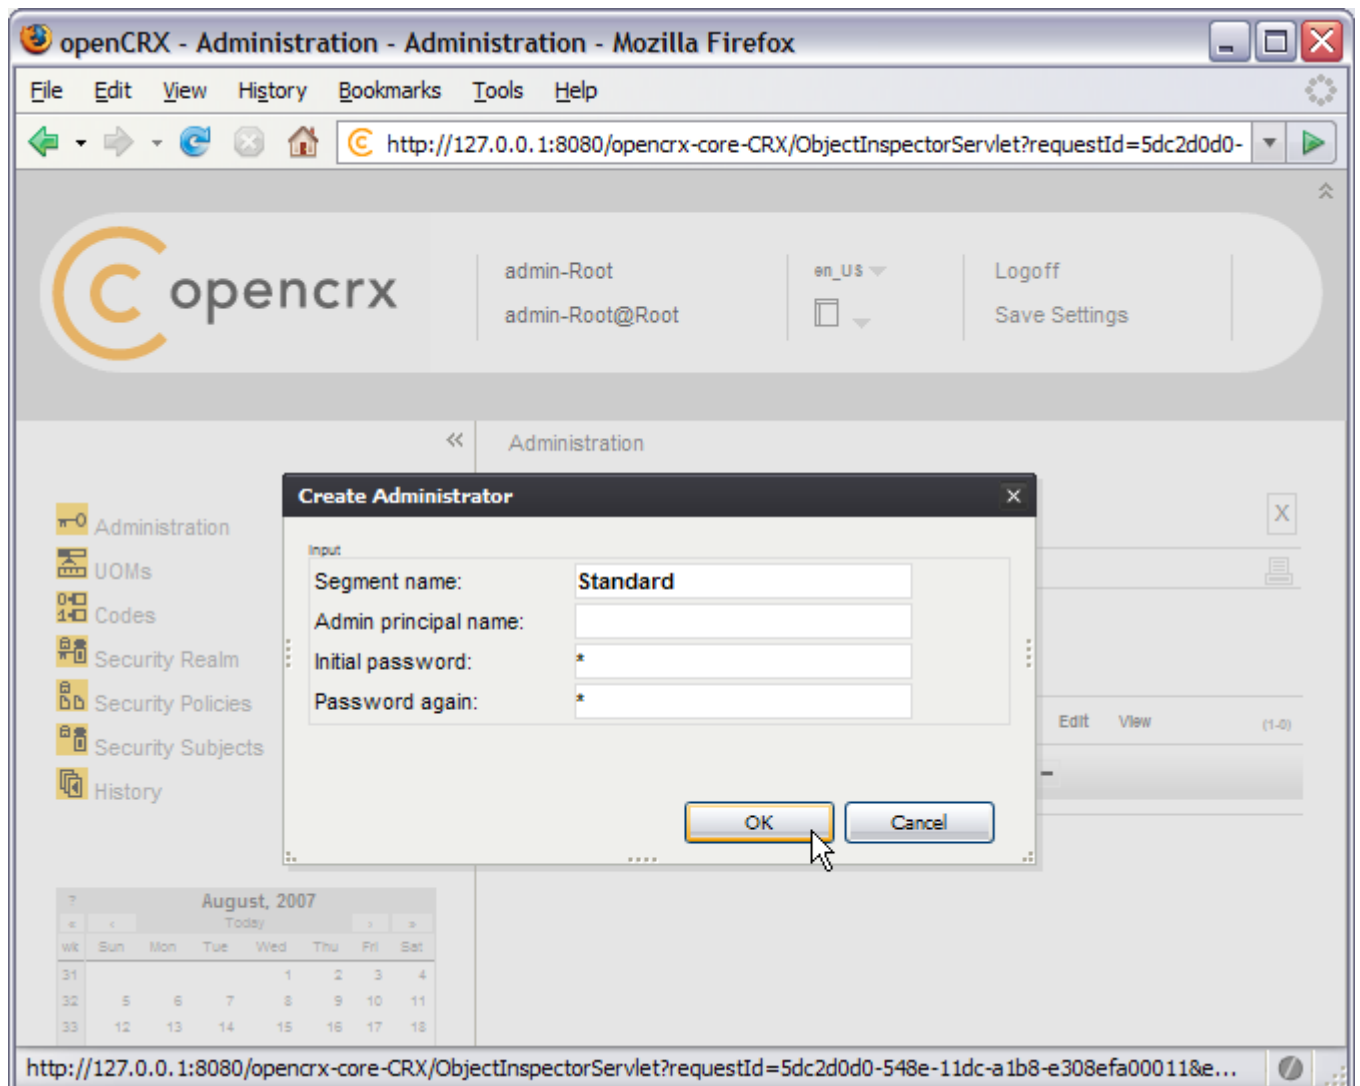 openCRX - Administration - Administration - Mozilla Firefox
File Edit View History Bookmarks Tools Help
http://127.0.0.1:8080/opencrx-core-CRX/ObjectInspectorServlet?requestId=5dc2d0d0-
opencrx
admin-Root
en_US
Logoff
admin-Root@Root
Save Settings
Administration
Create Administrator
Administration
UOMs
Codes
Security Realm
Security Policies
Security Subjects
History
Input
Segment name: Standard
Admin principal name:
Initial password: *
Password again: *
OK Cancel
X
Edit View (1-0)
? August, 2007
« ‹ Today › »
wk Sun Mon Tue Wed Thu Fri Sat
31 1 2 3 4
32 5 6 7 8 9 10 11
33 12 13 14 15 16 17 18
http://127.0.0.1:8080/opencrx-core-CRX/ObjectInspectorServlet?requestId=5dc2d0d0-548e-11dc-a1b8-e308efa00011&e...